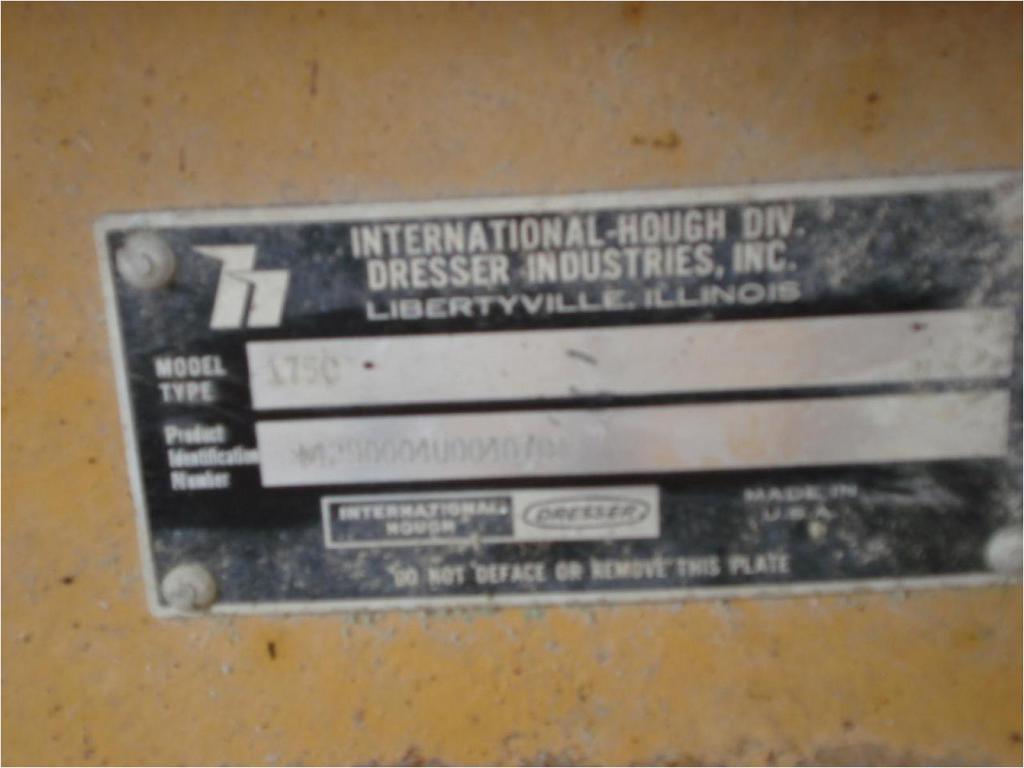 INTERNATIONAL-HOUGH DIV.
DRESSER INDUSTRIES, INC.
LIBERTYVILLE, ILLINOIS
MODEL
TYPE
175C
Product
Identification
Number
INTERNATIONAL
HOUGH
DRESSER
MADE IN
U.S.A.
DO NOT DEFACE OR REMOVE THIS PLATE